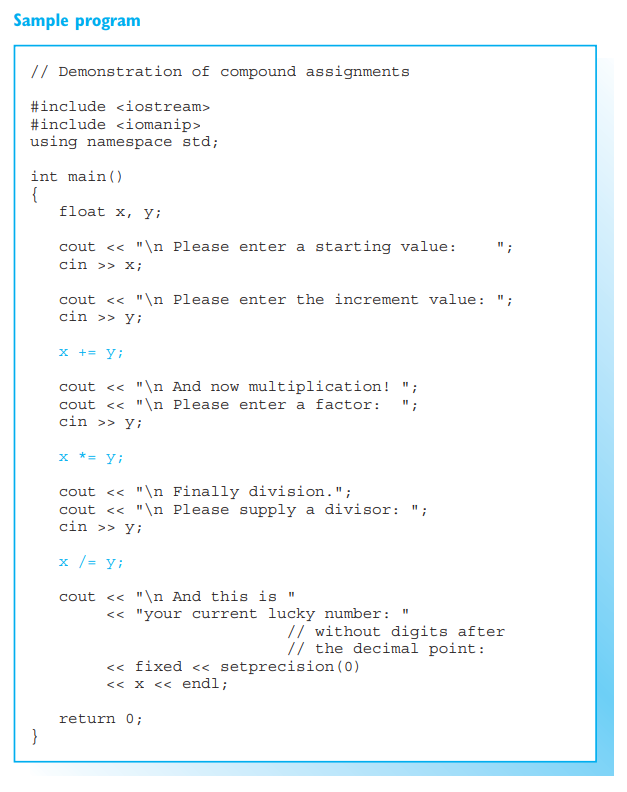 Sample program
// Demonstration of compound assignments
#include <iostream>
#include <iomanip>
using namespace std;
int main()
{
   float x, y;
   cout << "\n Please enter a starting value:    ";
   cin >> x;
   cout << "\n Please enter the increment value: ";
   cin >> y;
   x += y;
   cout << "\n And now multiplication! ";
   cout << "\n Please enter a factor:  ";
   cin >> y;
   x *= y;
   cout << "\n Finally division.";
   cout << "\n Please supply a divisor: ";
   cin >> y;
   x /= y;
   cout << "\n And this is "
        << "your current lucky number: "
                           // without digits after
                           // the decimal point:
        << fixed << setprecision(0)
        << x << endl;
   return 0;
}